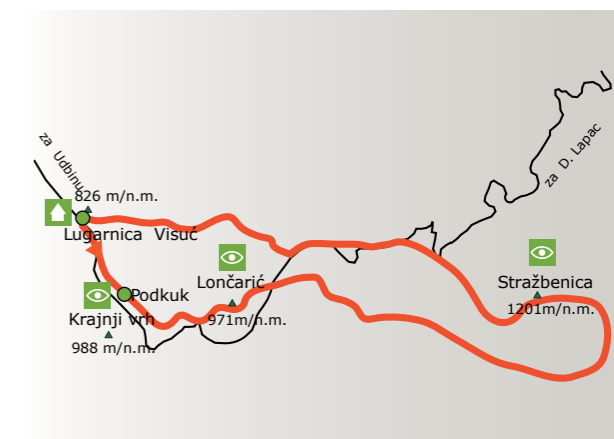 za Udbinu
826 m/n.m.
Lugarnica Visuć
za D. Lapac
Lončarić
971m/n.m.
Stražbenica
1201m/n.m.
Podkuk
Krajnji vrh
988 m/n.m.